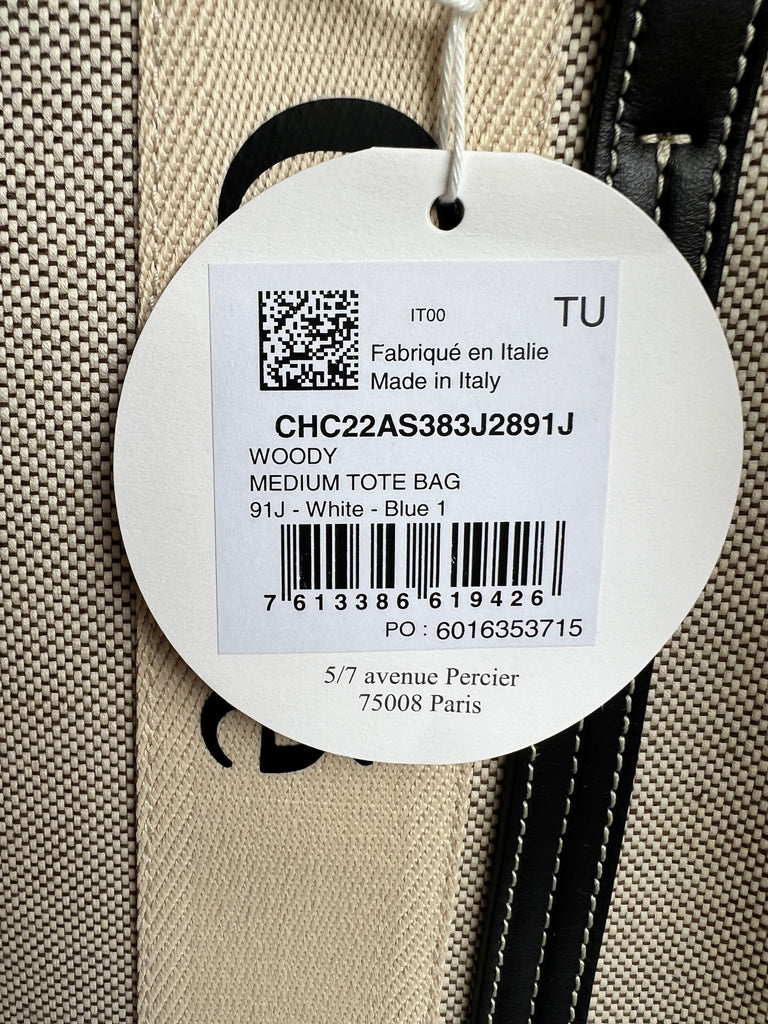 IT00
TU
Fabriqué en Italie
Made in Italy
CHC22AS383J2891J
WOODY
MEDIUM TOTE BAG
91J - White - Blue 1
7 613386 619426
PO : 6016353715
5/7 avenue Percier
75008 Paris